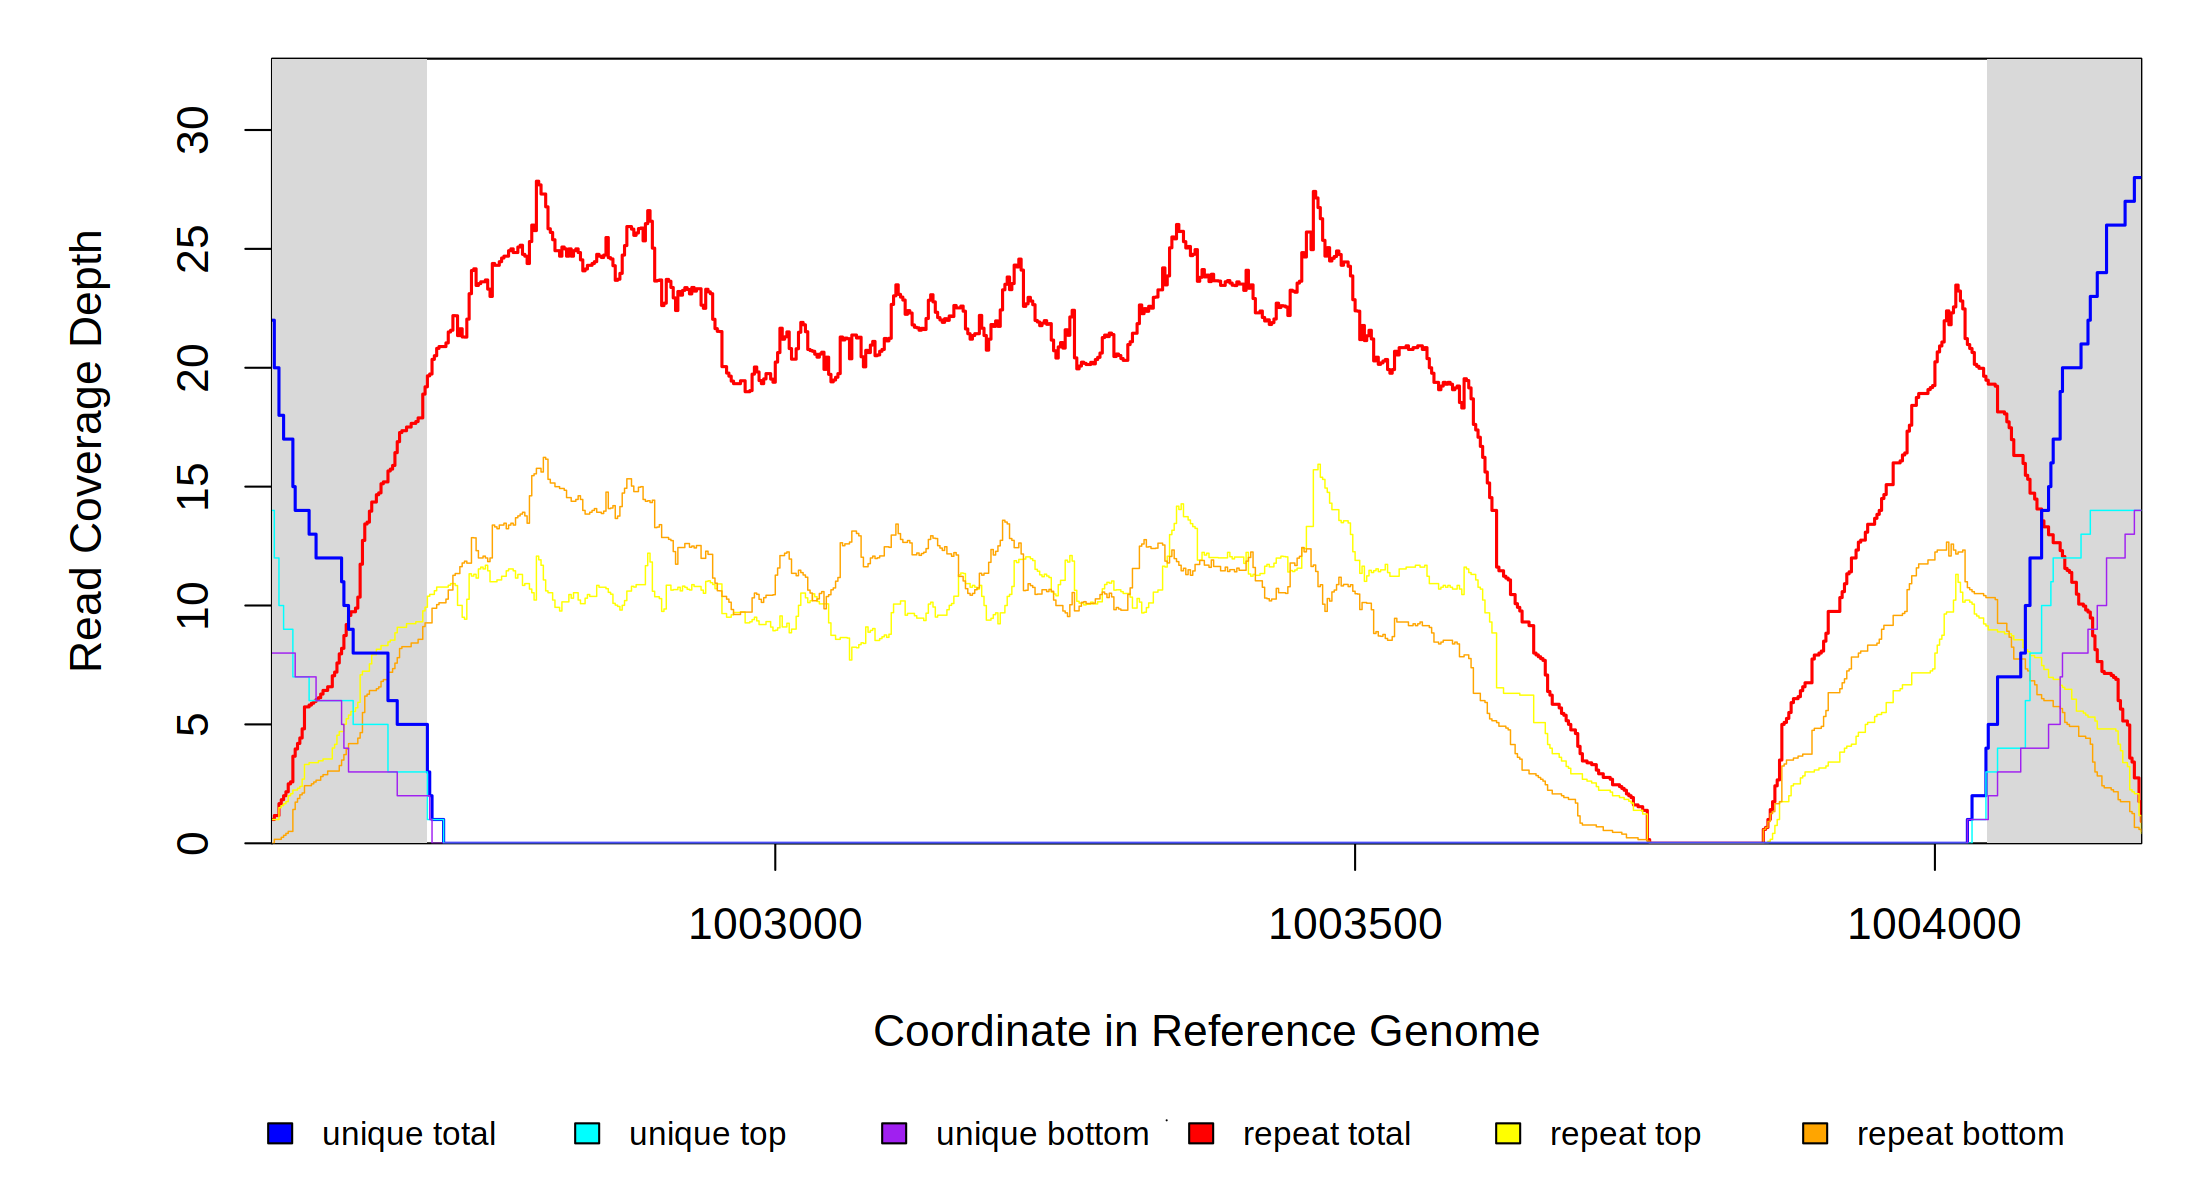 Read Coverage Depth
30
25
20
15
10
5
0
1003000 1003500 1004000
Coordinate in Reference Genome
unique total unique top unique bottom repeat total repeat top repeat bottom